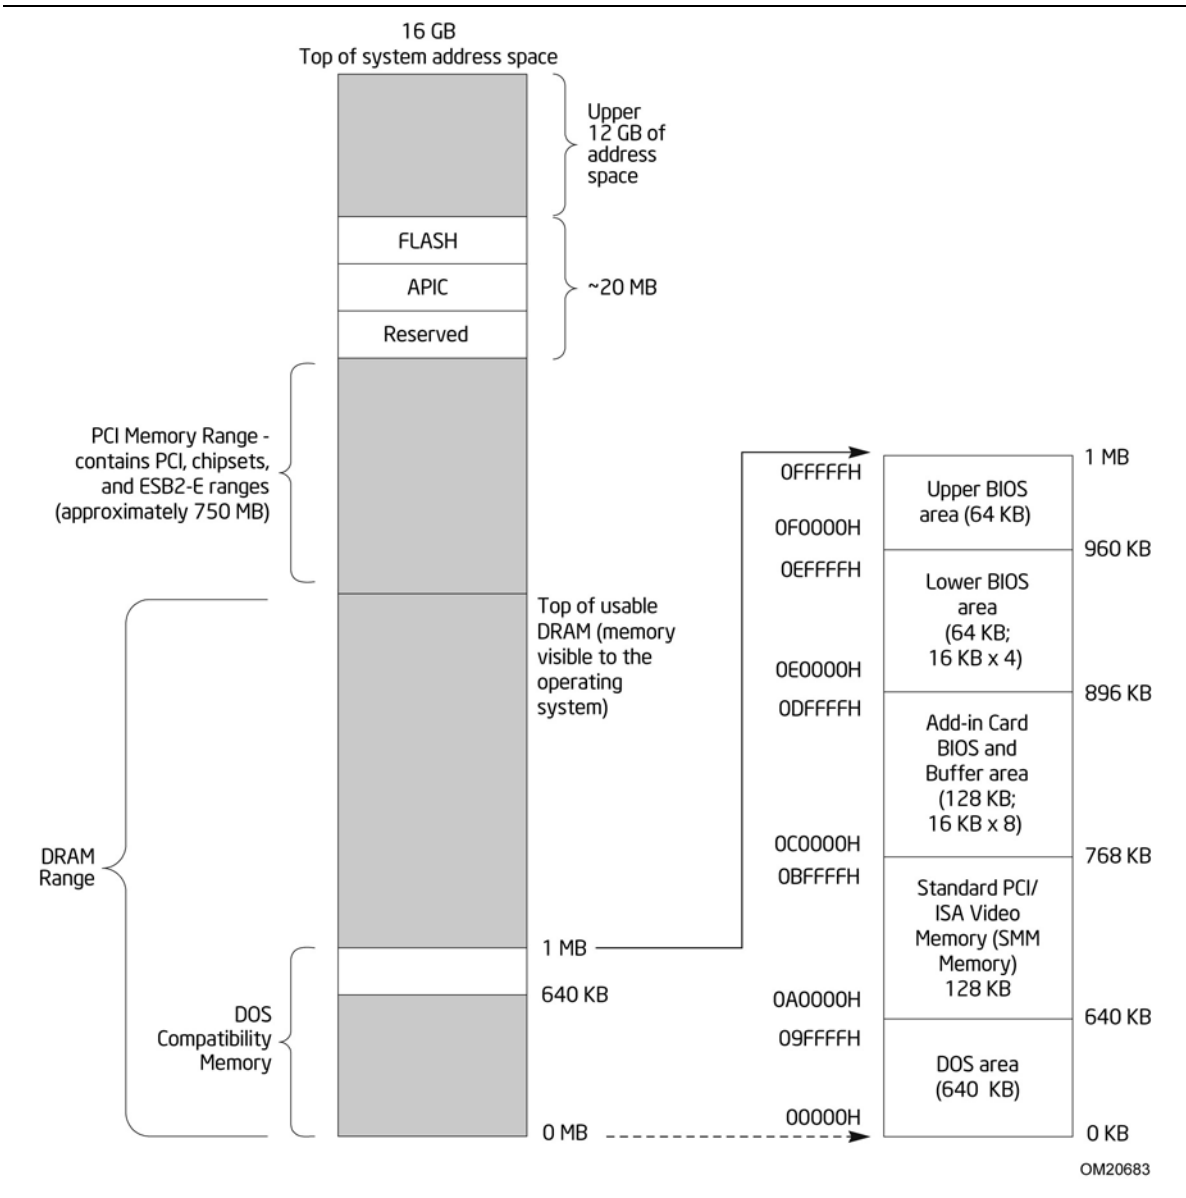 16 GB
Top of system address space
Upper
12 GB of
address
space
FLASH
APIC
~20 MB
Reserved
PCI Memory Range -
contains PCI, chipsets,
and ESB2-E ranges
(approximately 750 MB)
Top of usable
DRAM (memory
visible to the
operating
system)
DRAM
Range
1 MB
640 KB
DOS
Compatibility
Memory
0 MB
0FFFFFH
Upper BIOS
area (64 KB)
1 MB
0F0000H
960 KB
0EFFFFH
Lower BIOS
area
(64 KB;
16 KB x 4)
0E0000H
896 KB
0DFFFFH
Add-in Card
BIOS and
Buffer area
(128 KB;
16 KB x 8)
0C0000H
768 KB
0BFFFFH
Standard PCI/
ISA Video
Memory (SMM
Memory)
128 KB
0A0000H
640 KB
09FFFFH
DOS area
(640 KB)
00000H
0 KB
OM20683